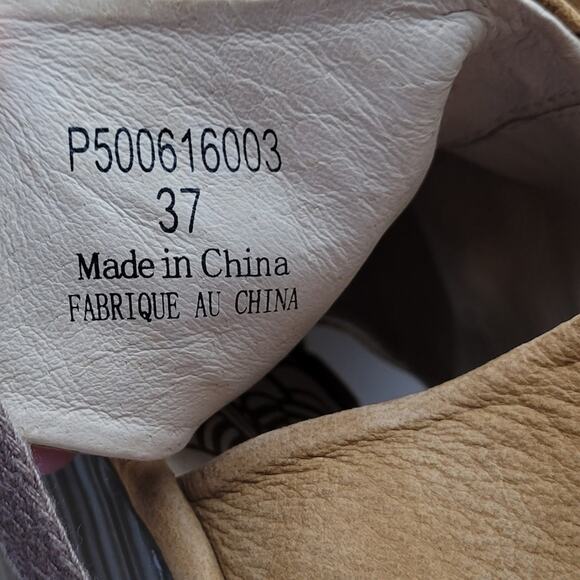 P500616003
37
Made in China
FABRIQUE AU CHINA